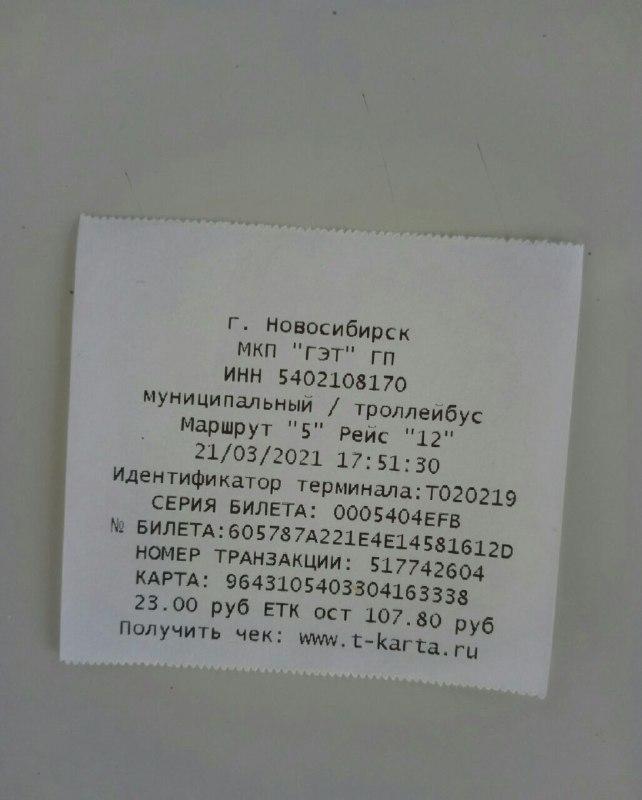 г. Новосибирск
МКП "ГЭТ" ГП
ИНН 5402108170
муниципальный / троллейбус
Маршрут "5" Рейс "12"
21/03/2021 17:51:30
Идентификатор терминала:T020219
СЕРИЯ БИЛЕТА: 0005404EFB
№ БИЛЕТА:605787A221E4E14581612D
НОМЕР ТРАНЗАКЦИИ: 517742604
КАРТА: 9643105403304163338
23.00 руб ЕТК ост 107.80 руб
Получить чек: www.t-karta.ru